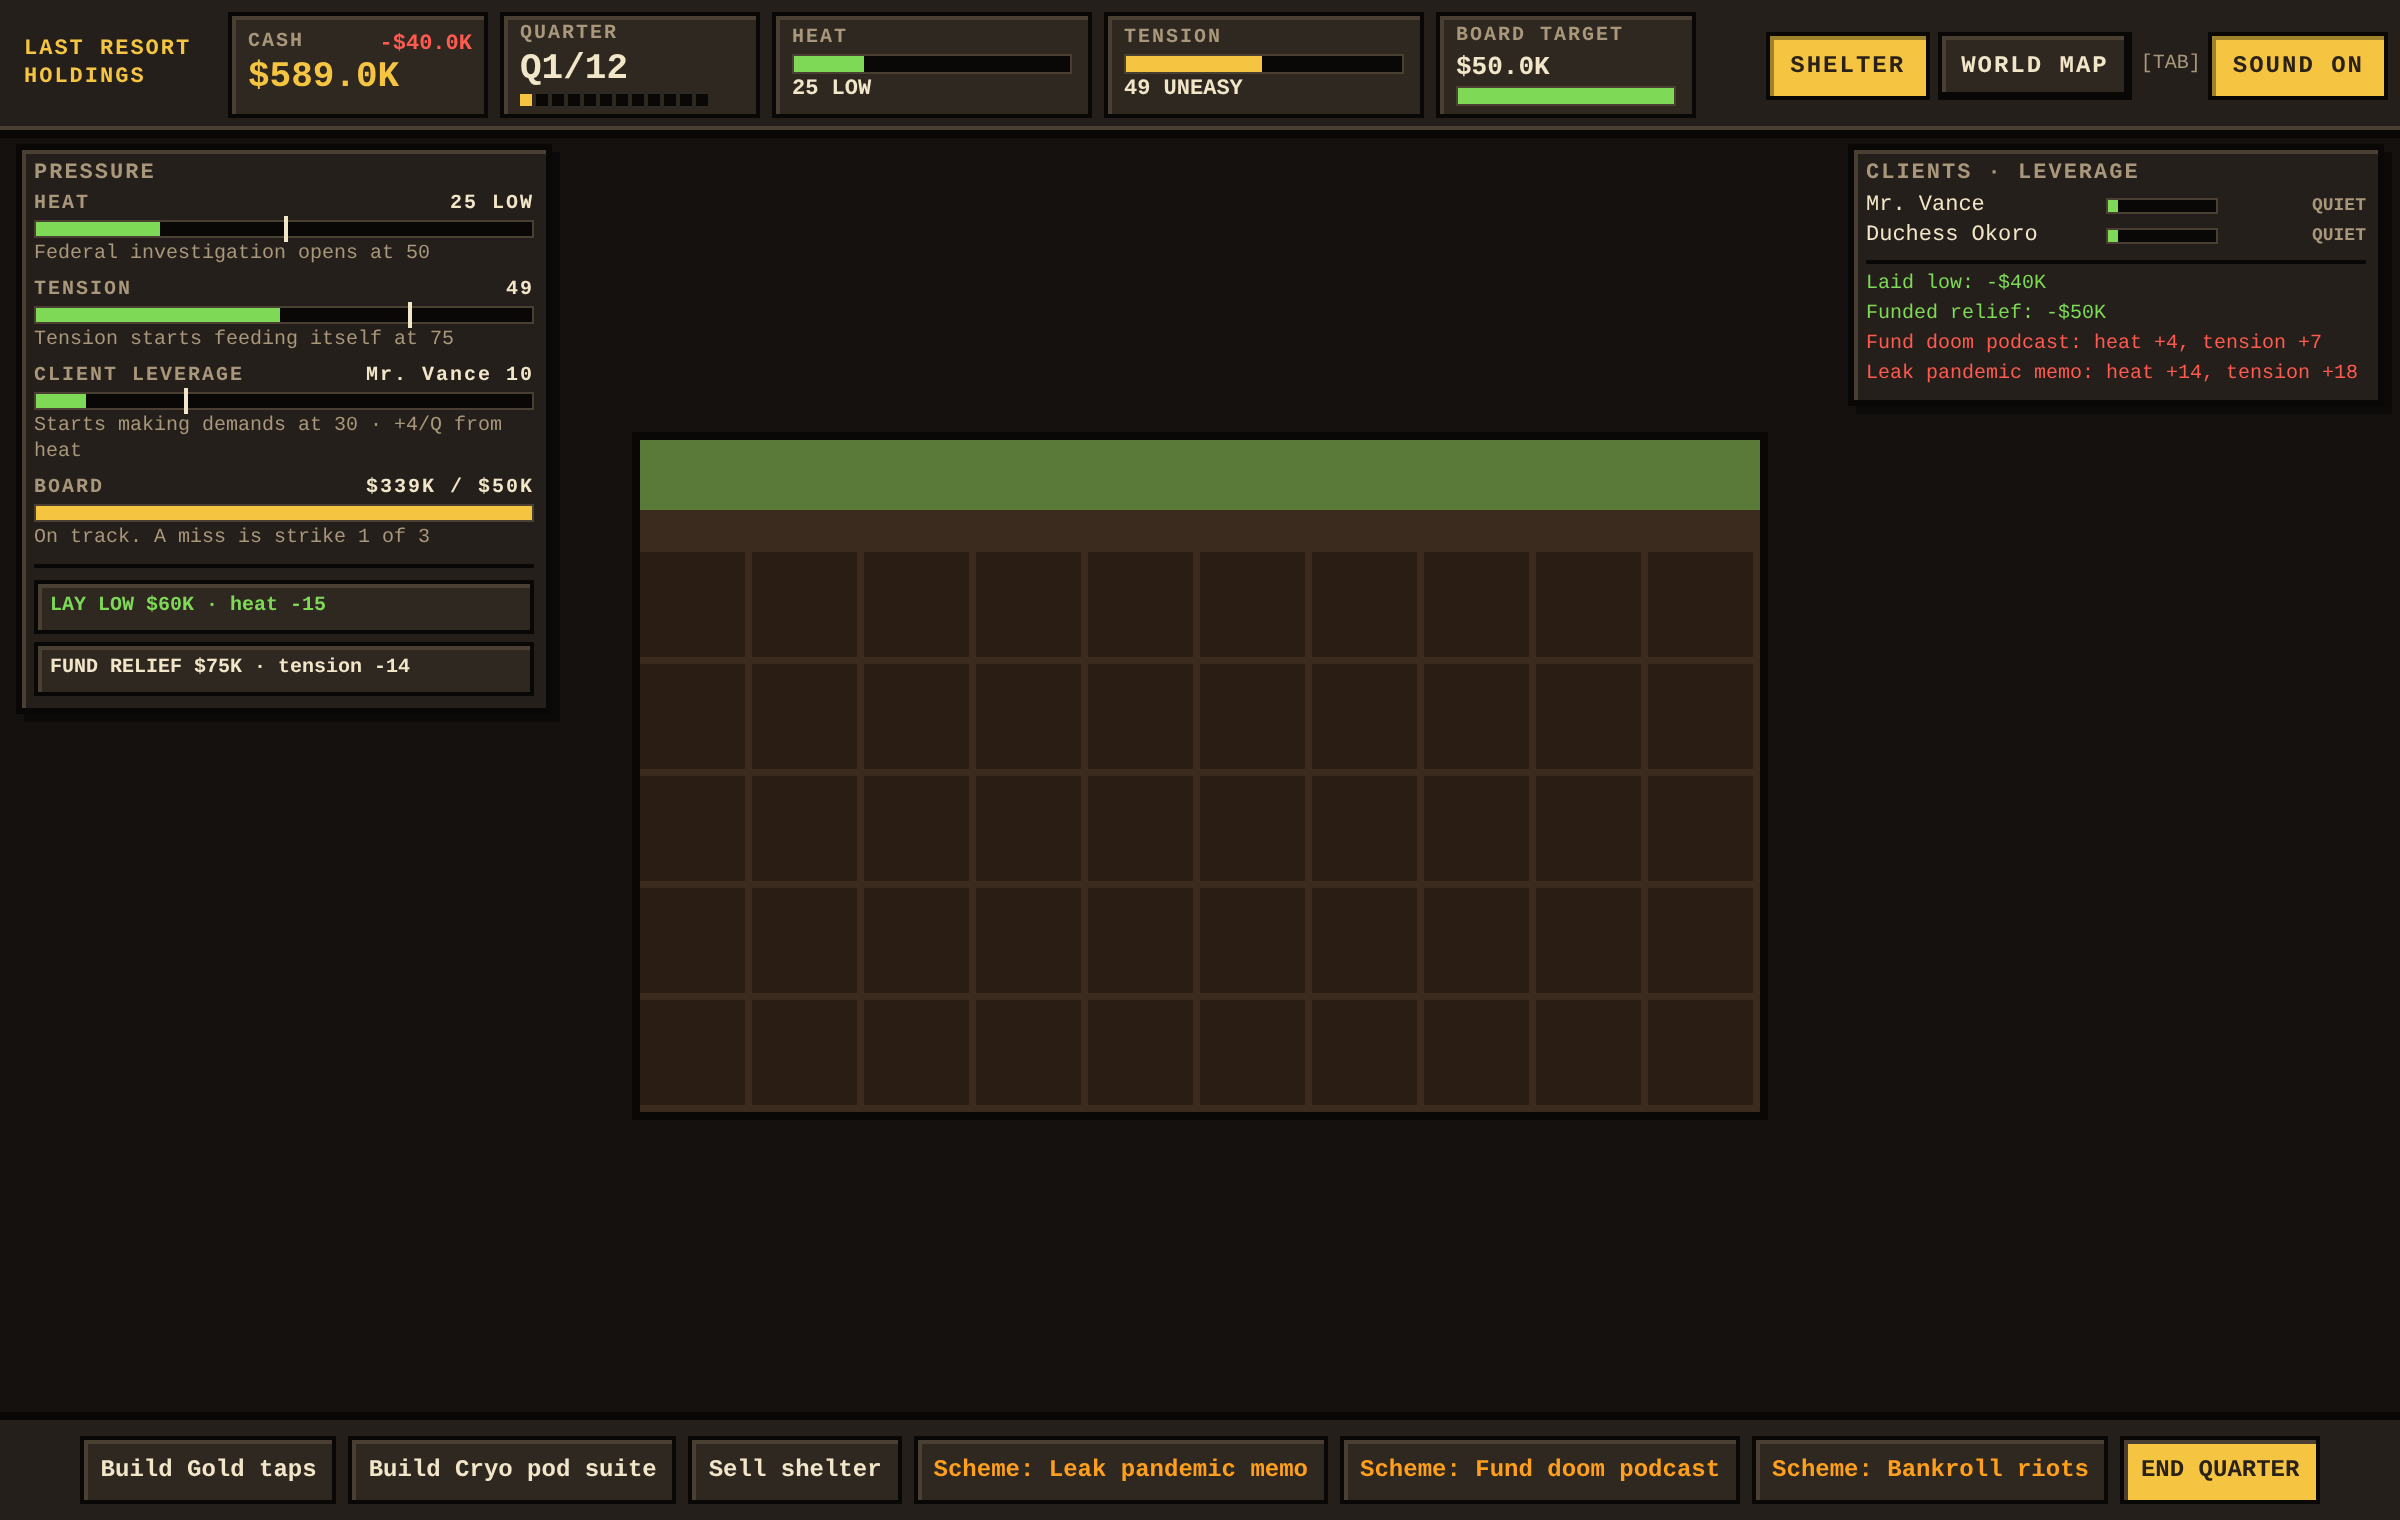 LAST RESORT
HOLDINGS
CASH -$40.0K
$589.0K
QUARTER
Q1/12
HEAT
25 LOW
TENSION
49 UNEASY
BOARD TARGET
$50.0K
SHELTER
WORLD MAP
[TAB]
SOUND ON
PRESSURE
HEAT 25 LOW
Federal investigation opens at 50
TENSION 49
Tension starts feeding itself at 75
CLIENT LEVERAGE Mr. Vance 10
Starts making demands at 30 · +4/Q from
heat
BOARD $339K / $50K
On track. A miss is strike 1 of 3
LAY LOW $60K · heat -15
FUND RELIEF $75K · tension -14
CLIENTS · LEVERAGE
Mr. Vance QUIET
Duchess Okoro QUIET
Laid low: -$40K
Funded relief: -$50K
Fund doom podcast: heat +4, tension +7
Leak pandemic memo: heat +14, tension +18
Build Gold taps
Build Cryo pod suite
Sell shelter
Scheme: Leak pandemic memo
Scheme: Fund doom podcast
Scheme: Bankroll riots
END QUARTER